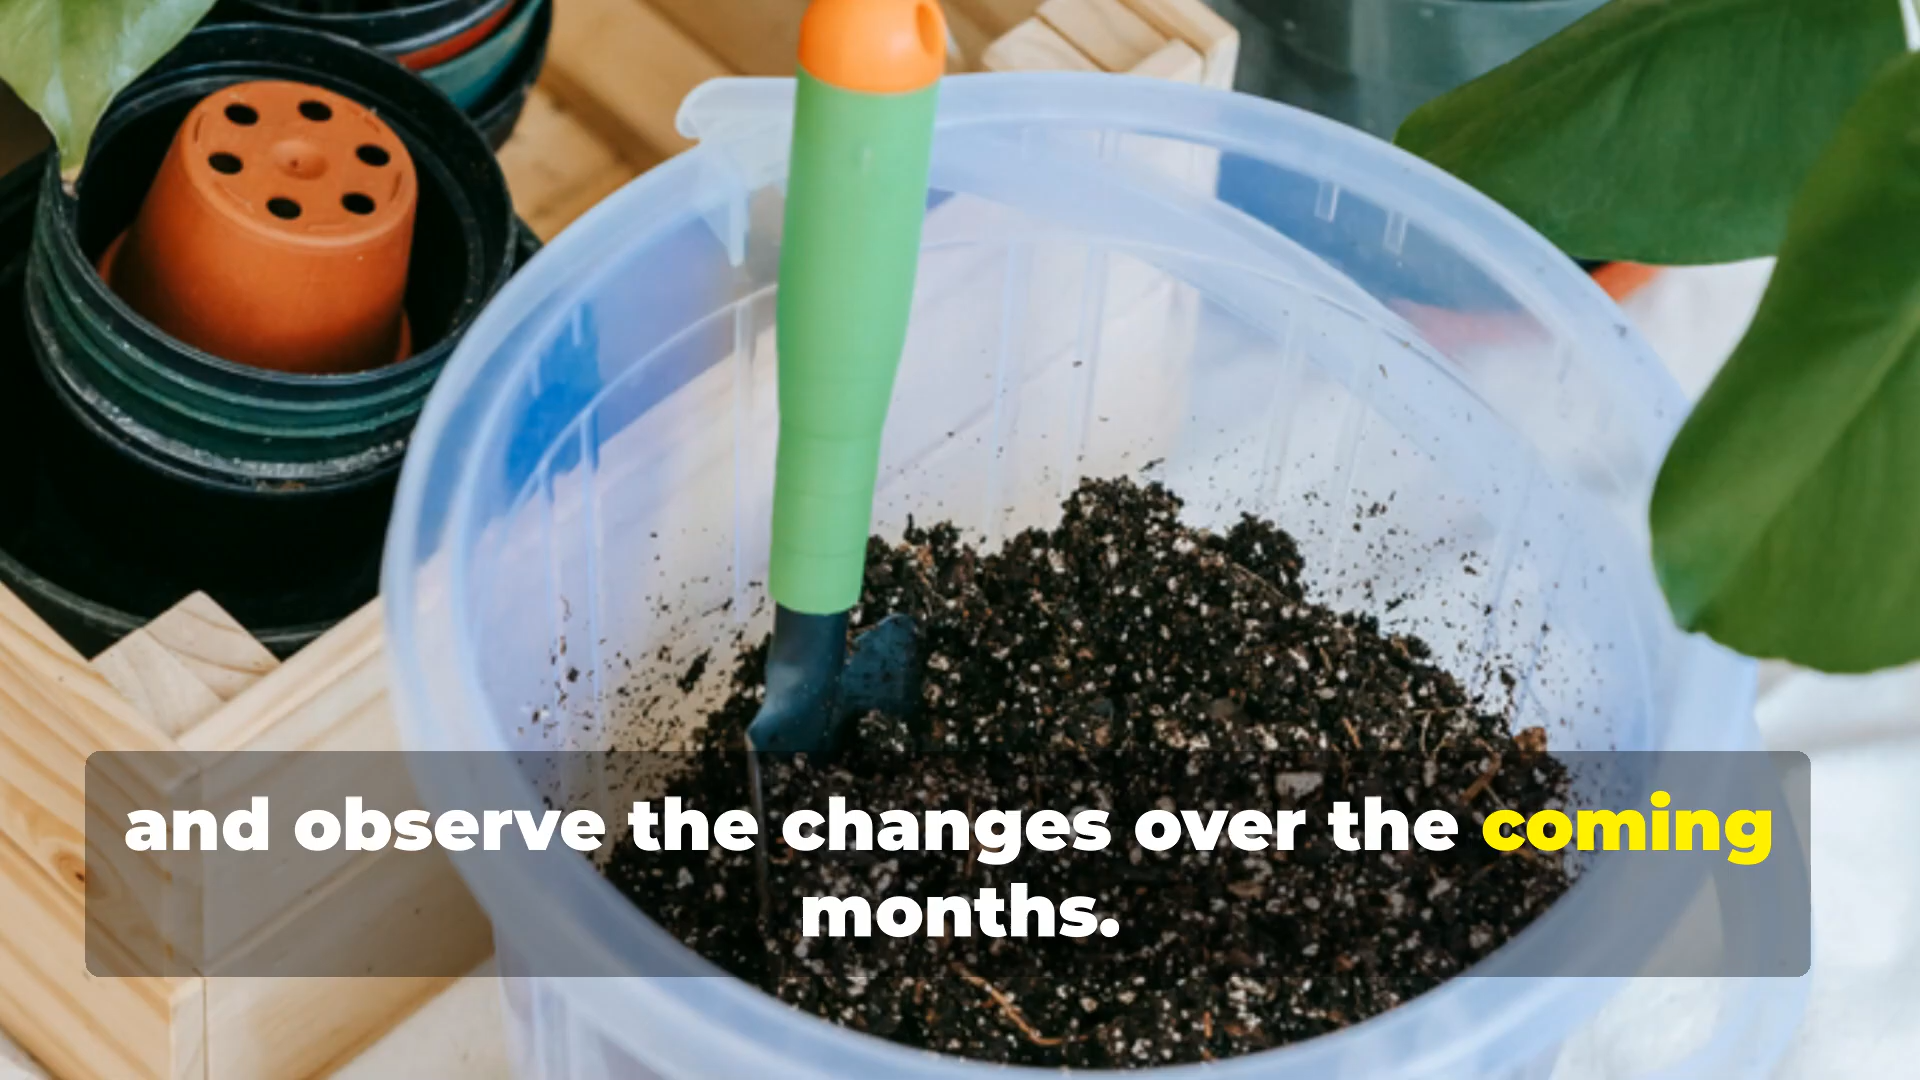 and observe the changes over the coming
months.